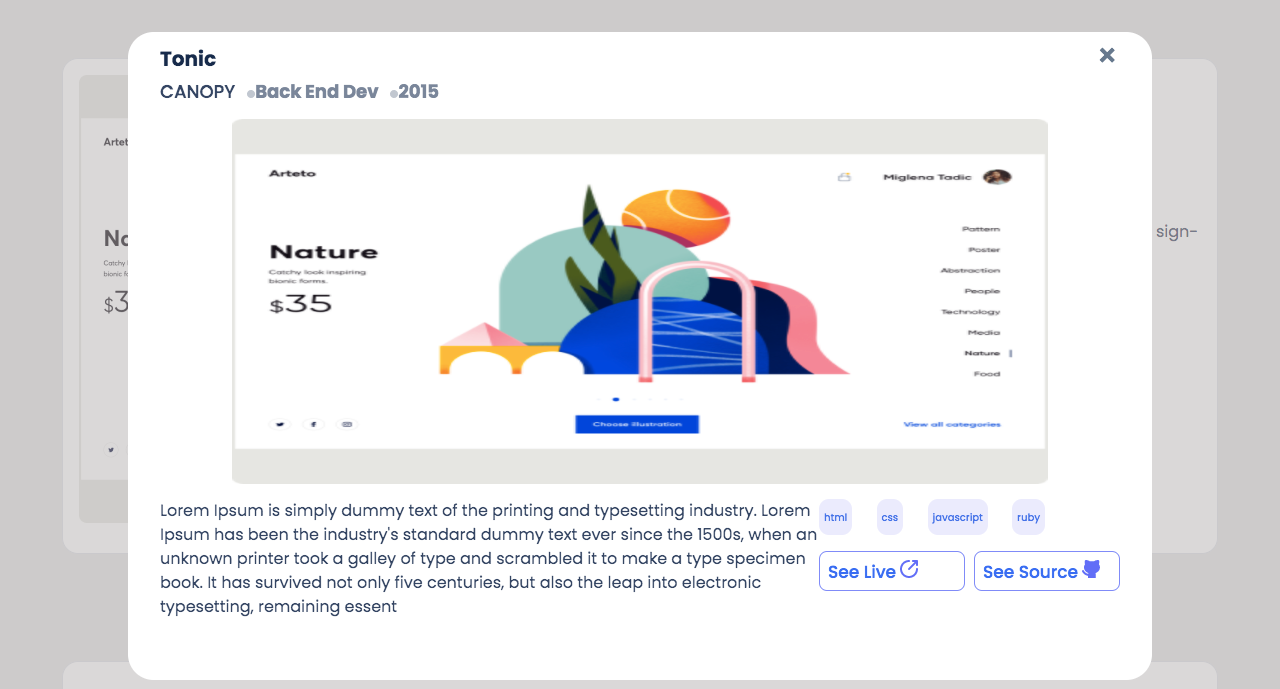 Tonic
CANOPY Back End Dev 2015
Arteto
Miglena Tadic
Nature
Catchy look inspiring
bionic forms.
$35
Pattern
Poster
Abstraction
People
Technology
Media
Nature
Food
Choose illustration
View all categories
Lorem Ipsum is simply dummy text of the printing and typesetting industry. Lorem
Ipsum has been the industry's standard dummy text ever since the 1500s, when an
unknown printer took a galley of type and scrambled it to make a type specimen
book. It has survived not only five centuries, but also the leap into electronic
typesetting, remaining essent
html css javascript ruby
See Live See Source
sign-